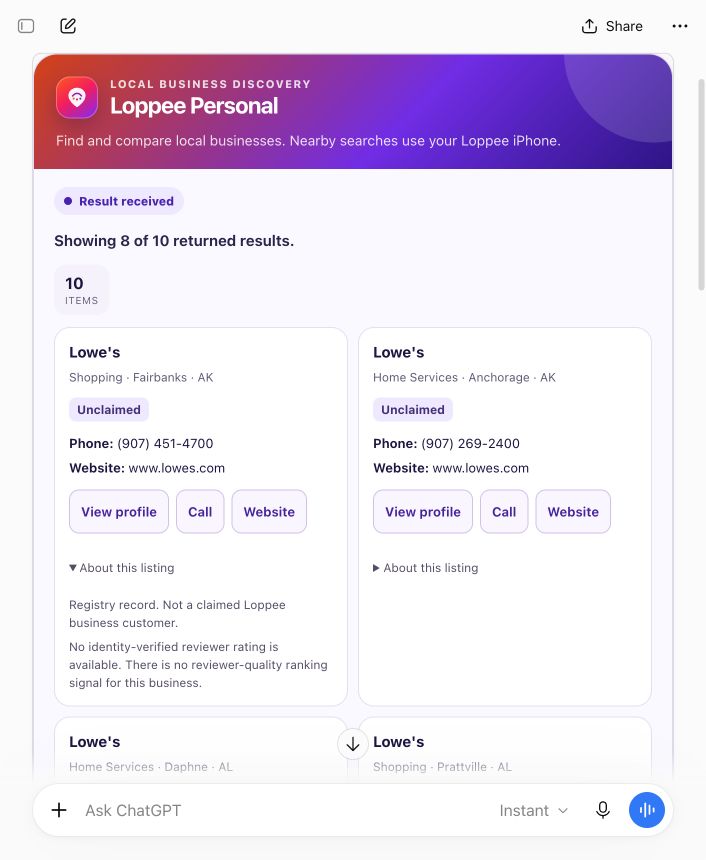 Share
LOCAL BUSINESS DISCOVERY
Loppee Personal
Find and compare local businesses. Nearby searches use your Loppee iPhone.
Result received
Showing 8 of 10 returned results.
10
ITEMS
Lowe's
Shopping · Fairbanks · AK
Unclaimed
Phone: (907) 451-4700
Website: www.lowes.com
View profile
Call
Website
About this listing
Registry record. Not a claimed Loppee
business customer.
No identity-verified reviewer rating is
available. There is no reviewer-quality ranking
signal for this business.
Lowe's
Home Services · Anchorage · AK
Unclaimed
Phone: (907) 269-2400
Website: www.lowes.com
View profile
Call
Website
About this listing
Lowe's
Home Services · Daphne · AL
Lowe's
Shopping · Prattville · AL
Ask ChatGPT
Instant